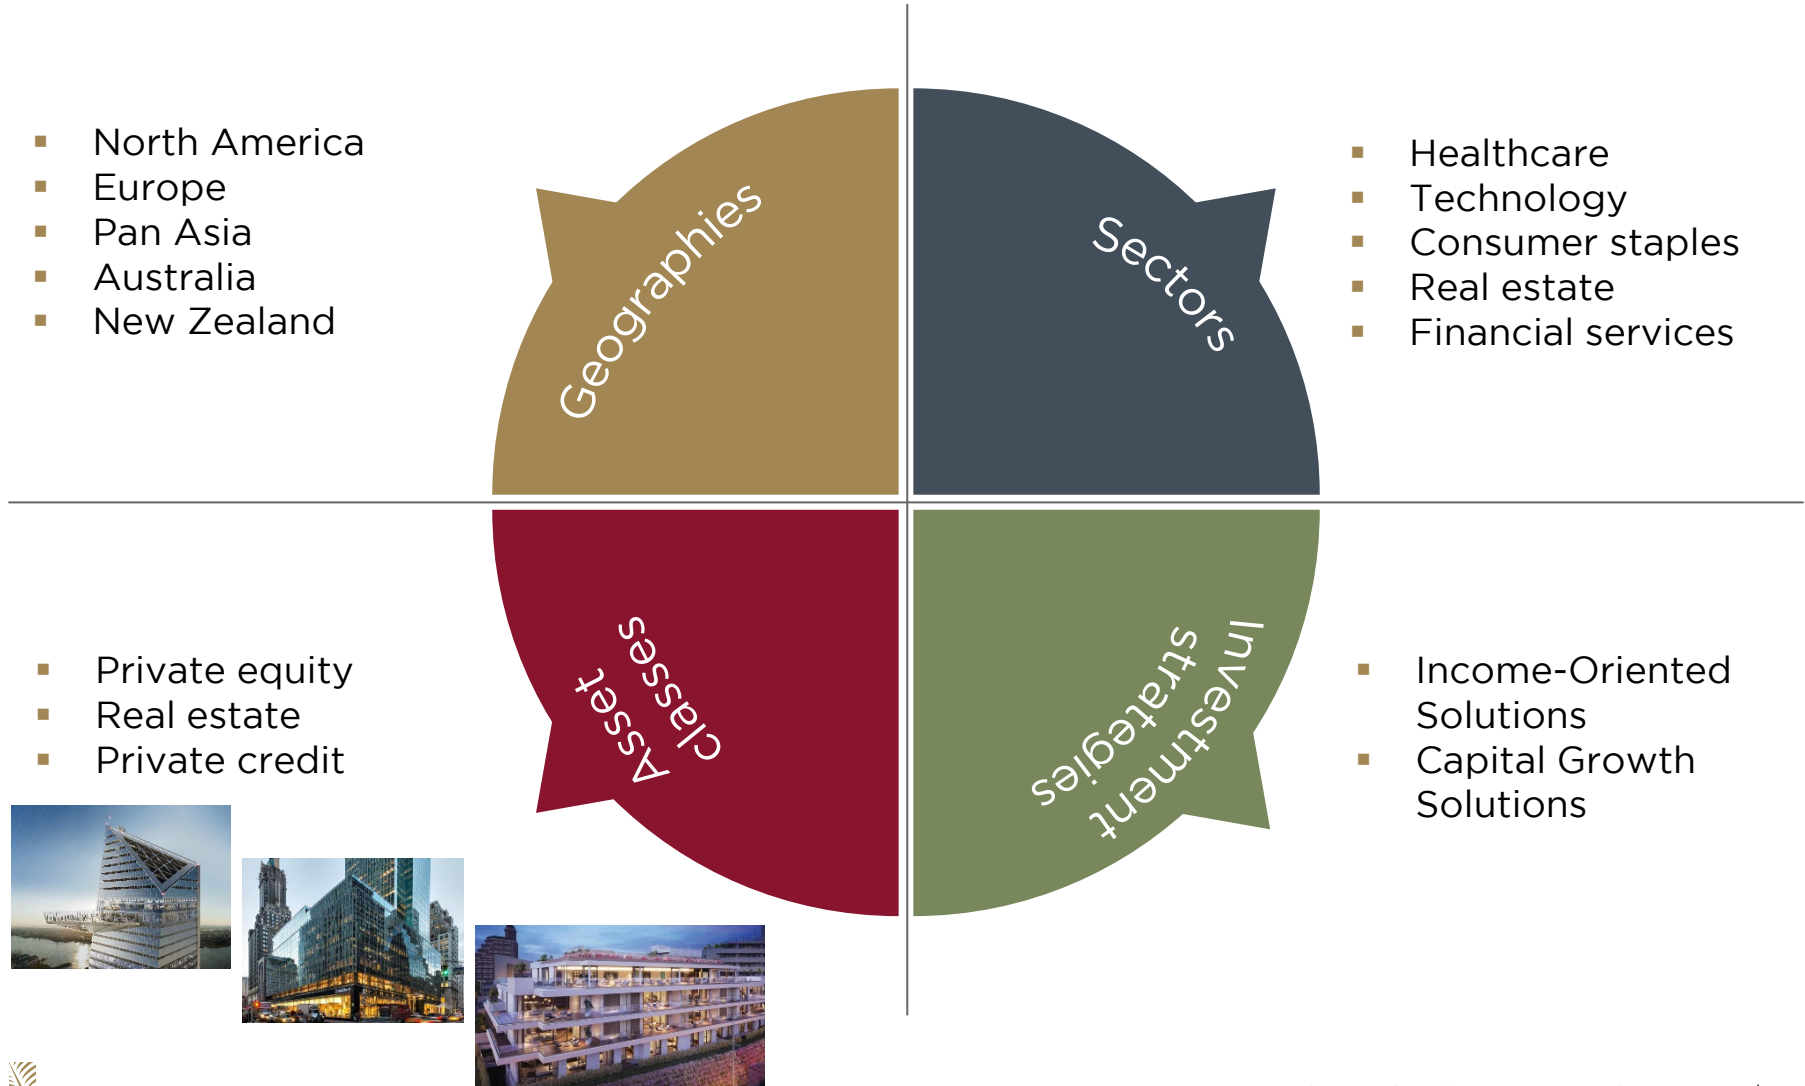 North America
Europe
Pan Asia
Australia
New Zealand
Geographies
Sectors
Healthcare
Technology
Consumer staples
Real estate
Financial services
Private equity
Real estate
Private credit
Asset
classes
Investment
strategies
Income-Oriented
Solutions
Capital Growth
Solutions